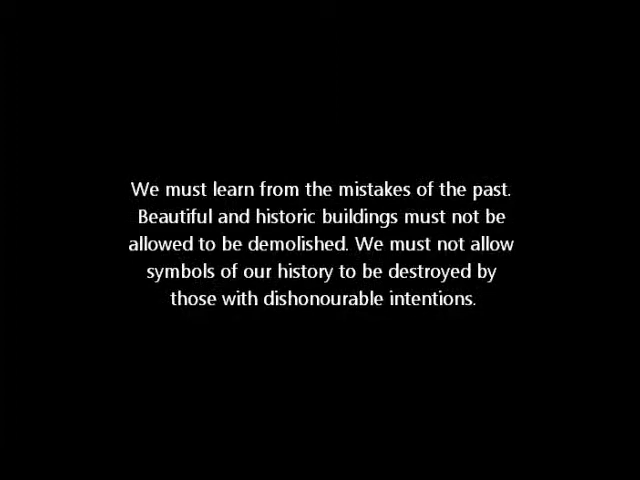 We must learn from the mistakes of the past.
Beautiful and historic buildings must not be
allowed to be demolished. We must not allow
symbols of our history to be destroyed by
those with dishonourable intentions.